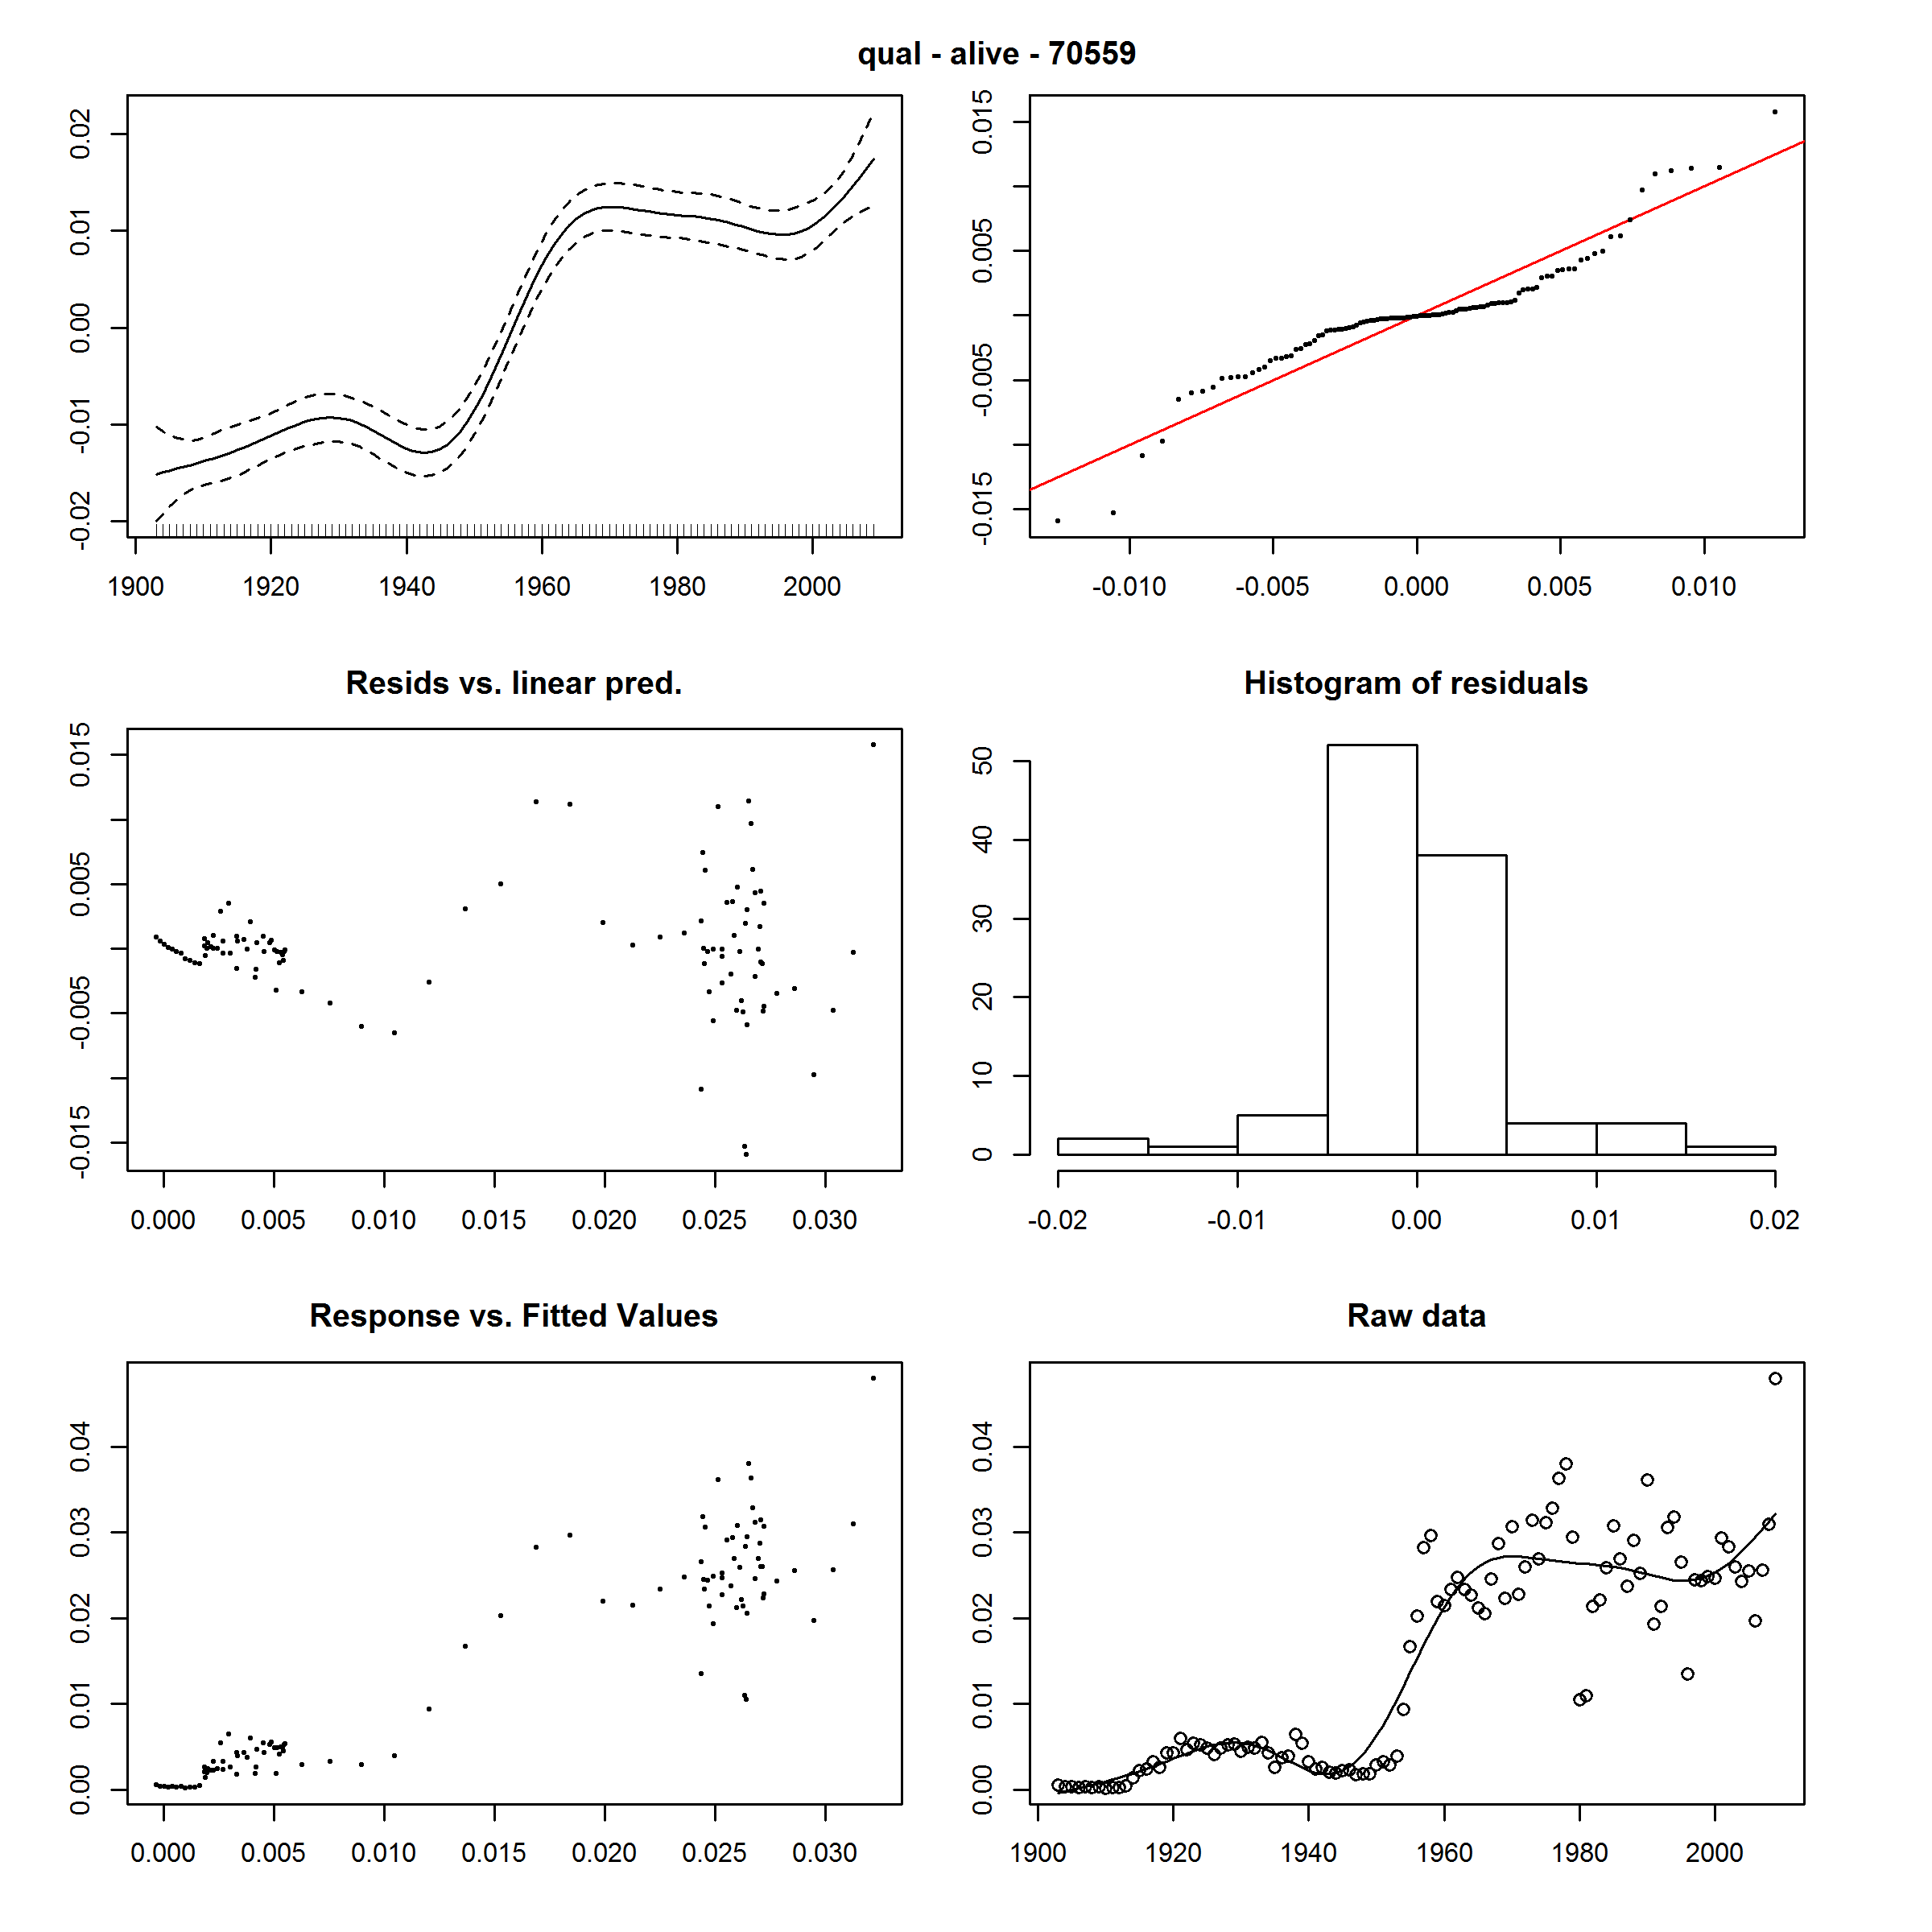 qual - alive - 70559
-0.02 -0.01 0.00 0.01 0.02
1900 1920 1940 1960 1980 2000
-0.015 -0.005 0.005 0.015
-0.010 -0.005 0.000 0.005 0.010
Resids vs. linear pred.
-0.015 -0.005 0.005 0.015
0.000 0.005 0.010 0.015 0.020 0.025 0.030
Histogram of residuals
0 10 20 30 40 50
-0.02 -0.01 0.00 0.01 0.02
Response vs. Fitted Values
0.00 0.01 0.02 0.03 0.04
0.000 0.005 0.010 0.015 0.020 0.025 0.030
Raw data
0.00 0.01 0.02 0.03 0.04
1900 1920 1940 1960 1980 2000